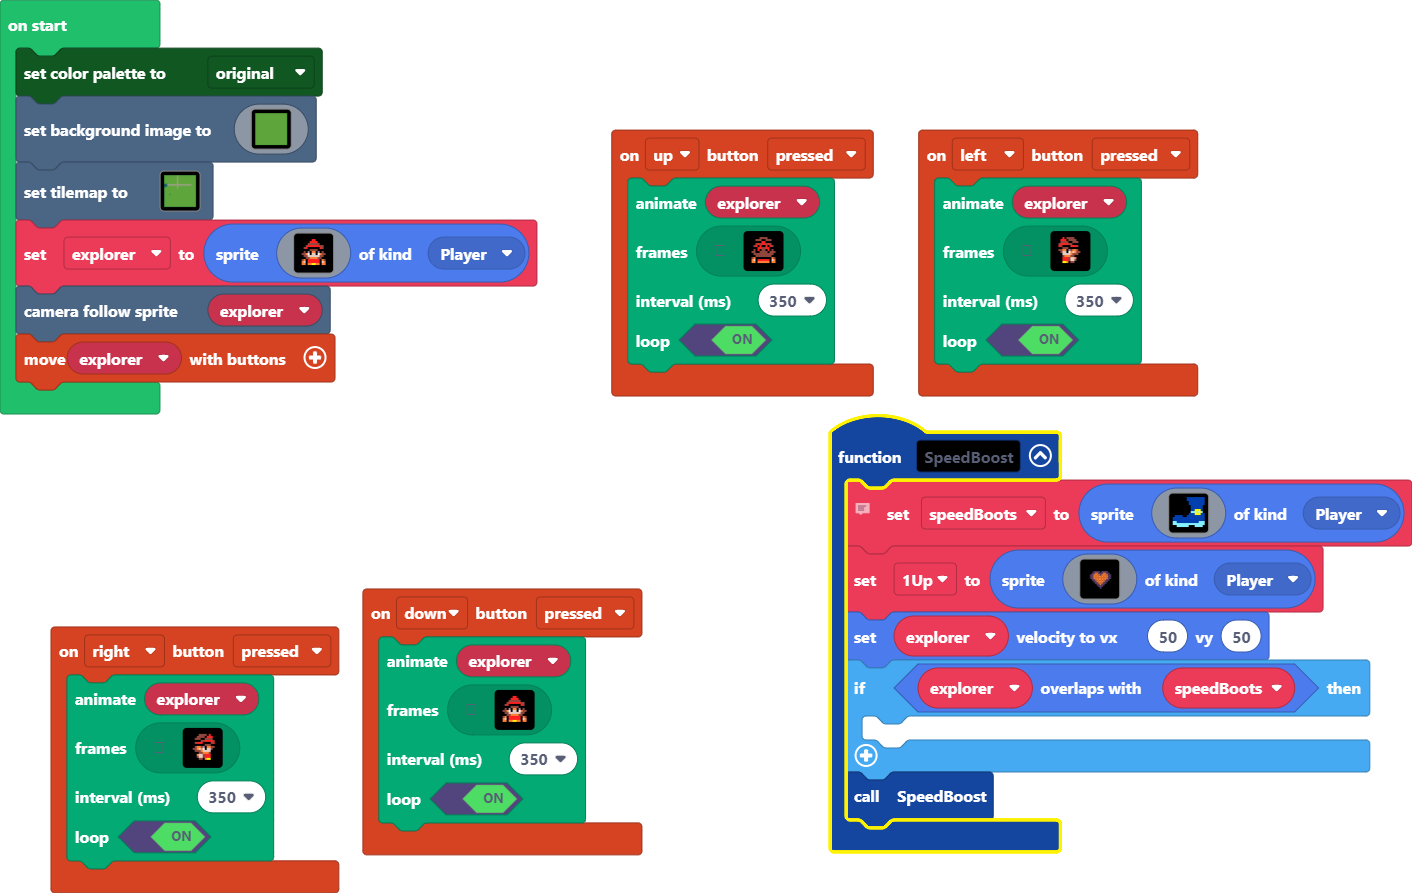 on start
set color palette to original
set background image to
set tilemap to
set explorer to sprite of kind Player
camera follow sprite explorer
move explorer with buttons
on up button pressed
animate explorer
frames
interval (ms) 350
loop ON
on left button pressed
animate explorer
frames
interval (ms) 350
loop ON
function SpeedBoost
set speedBoots to sprite of kind Player
set 1Up to sprite of kind Player
set explorer velocity to vx 50 vy 50
if explorer overlaps with speedBoots then
call SpeedBoost
on right button pressed
animate explorer
frames
interval (ms) 350
loop ON
on down button pressed
animate explorer
frames
interval (ms) 350
loop ON